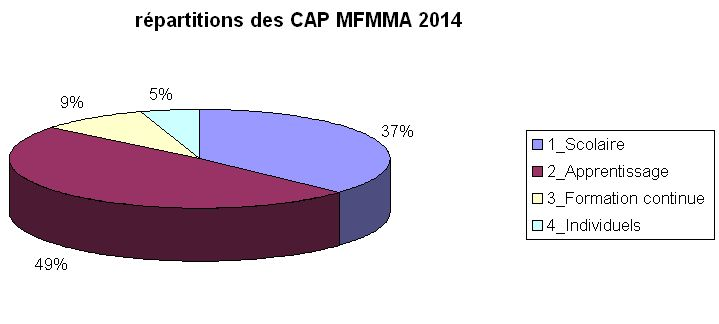 répartitions des CAP MFMMA 2014
9%
5%
37%
49%
1_Scolaire
2_Apprentissage
3_Formation continue
4_Individuels